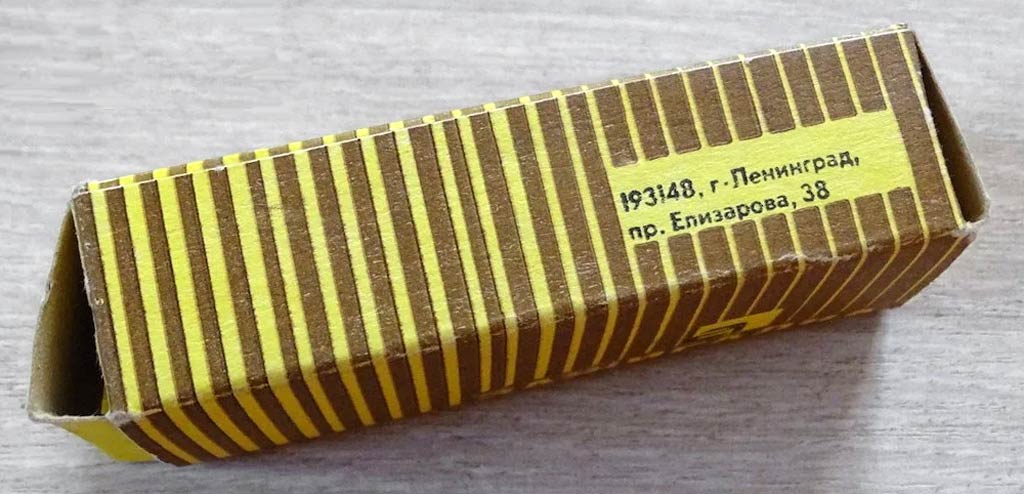 193148, г. Ленинград,
пр. Елизарова, 38